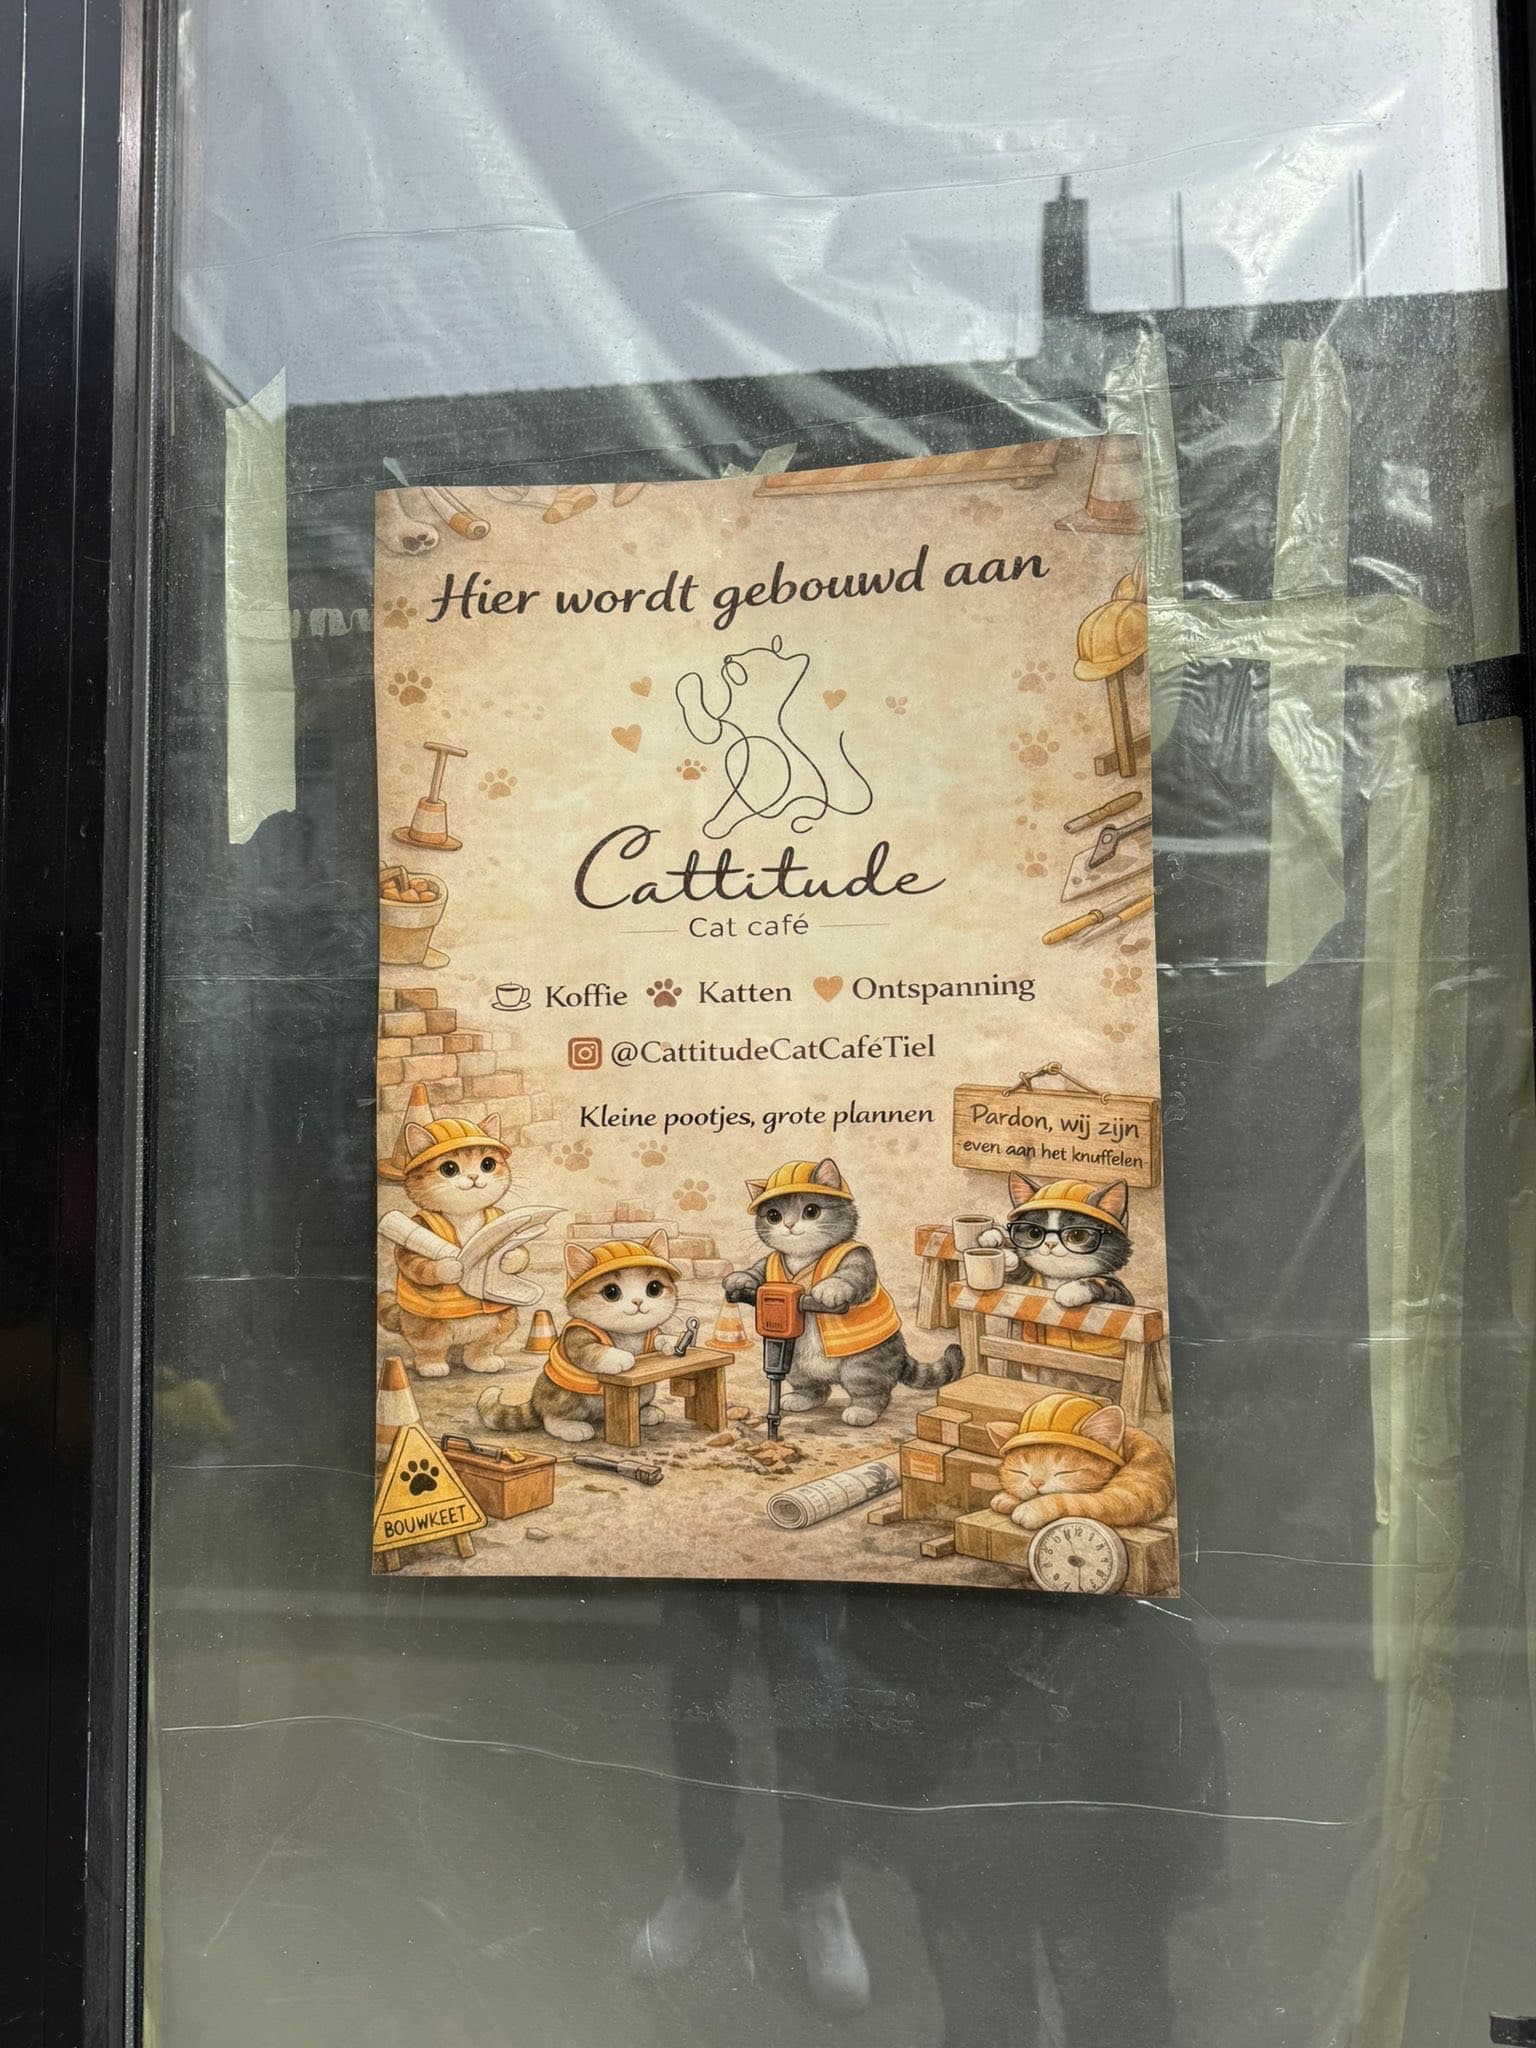 Hier wordt gebouwd aan
Cattitude
Cat café
Koffie Katten Ontspanning
@CattitudeCatCaféTiel
Kleine pootjes, grote plannen
Pardon, wij zijn
even aan het knuffelen
BOUWKEET